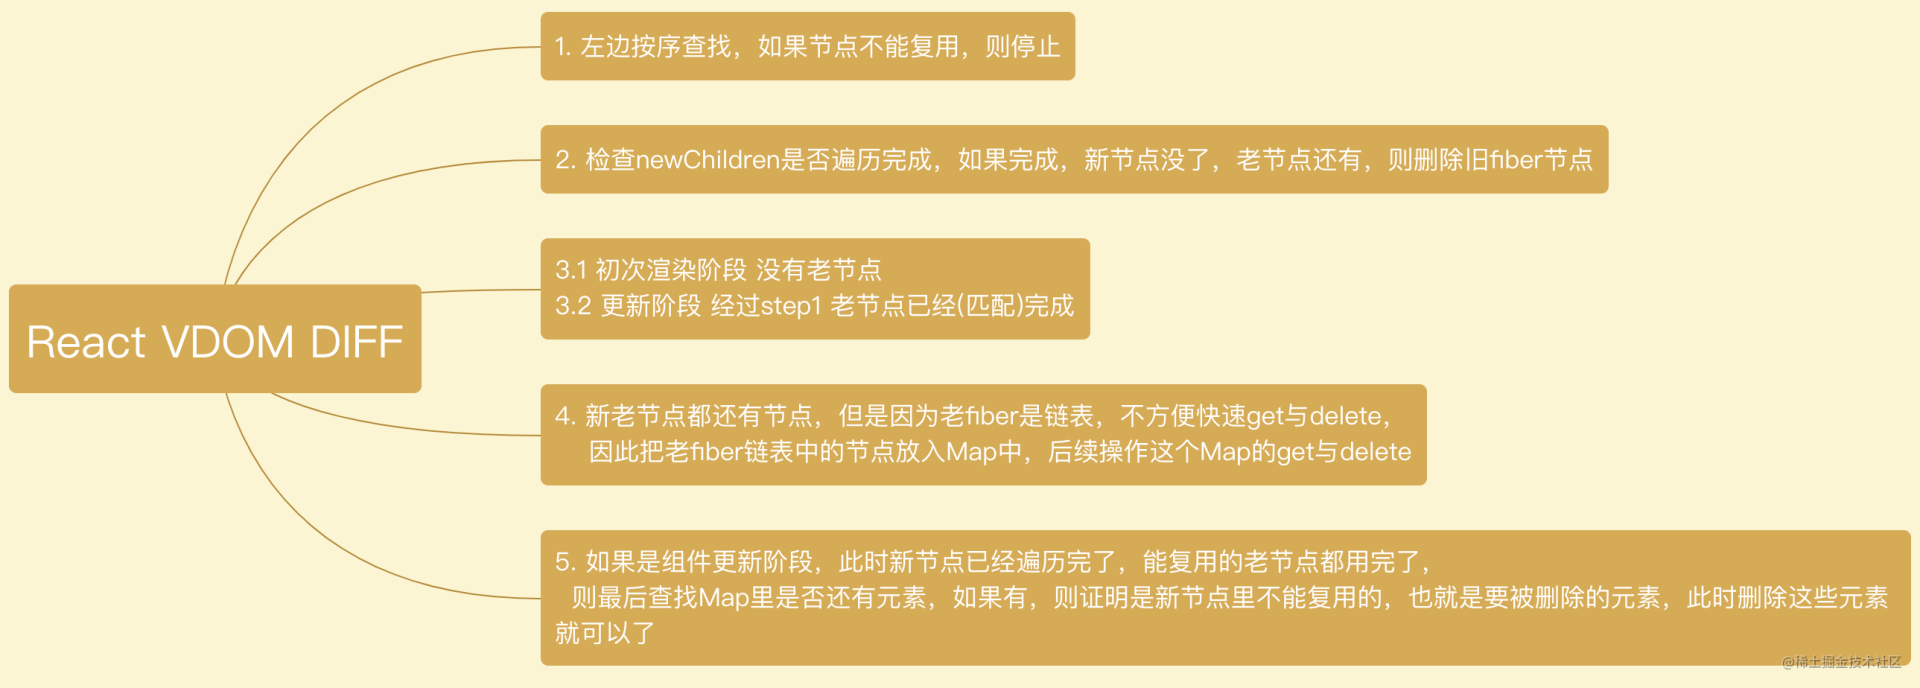 1. 左边按序查找，如果节点不能复用，则停止
2. 检查newChildren是否遍历完成，如果完成，新节点没了，老节点还有，则删除旧fiber节点
3.1 初次渲染阶段 没有老节点
3.2 更新阶段 经过step1 老节点已经(匹配)完成
React VDOM DIFF
4. 新老节点都还有节点，但是因为老fiber是链表，不方便快速get与delete，
因此把老fiber链表中的节点放入Map中，后续操作这个Map的get与delete
5. 如果是组件更新阶段，此时新节点已经遍历完了，能复用的老节点都用完了，
则最后查找Map里是否还有元素，如果有，则证明是新节点里不能复用的，也就是要被删除的元素，此时删除这些元素
就可以了
@稀土掘金技术社区